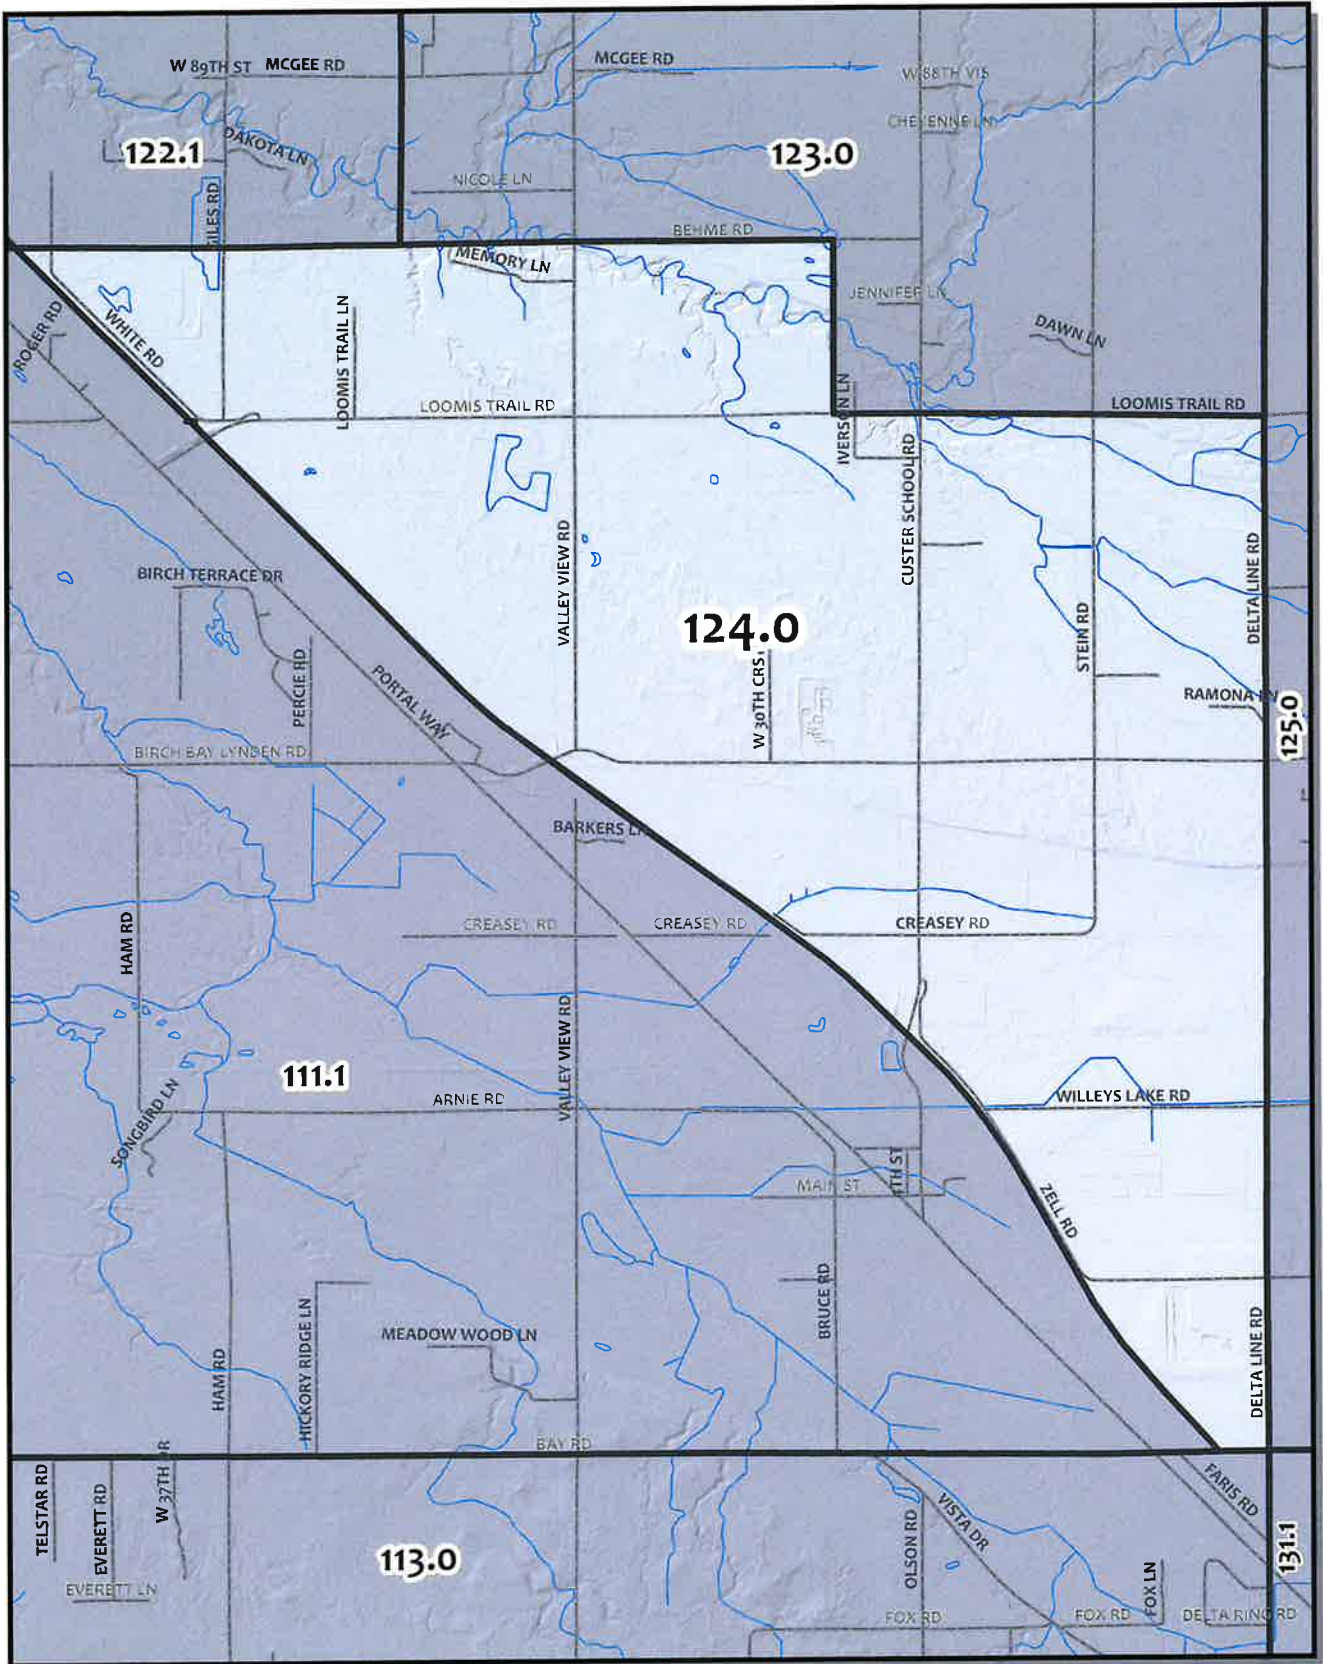 W 89TH ST MCGEE RD
MCGEE RD
W 88TH VIS
CHEYENNE LN
122.1
DAKOTA LN
123.0
NICOLE LN
GILES RD
BEHME RD
MEMORY LN
JENNIFER LN
ROGER RD
WHITE RD
LOOMIS TRAIL LN
DAWN LN
LOOMIS TRAIL RD
LOOMIS TRAIL RD
IVERSON LN
CUSTER SCHOOL RD
VALLEY VIEW RD
DELTA LINE RD
BIRCH TERRACE DR
124.0
STEIN RD
PERCIE RD
PORTAL WAY
W 30TH CRST
RAMONA LN
125.0
BIRCH BAY LYNDEN RD
BARKERS LN
HAM RD
CREASEY RD
CREASEY RD
CREASEY RD
VALLEY VIEW RD
111.1
ARNIE RD
WILLEYS LAKE RD
SONGBIRD LN
MAIN ST
4TH ST
ZELL RD
BRUCE RD
HICKORY RIDGE LN
MEADOW WOOD LN
HAM RD
DELTA LINE RD
BAY RD
TELSTAR RD
EVERETT RD
W 37TH DR
FARIS RD
VISTA DR
OLSON RD
113.0
131.1
EVERETT LN
FOX LN
FOX RD
FOX RD
DELTA RING RD